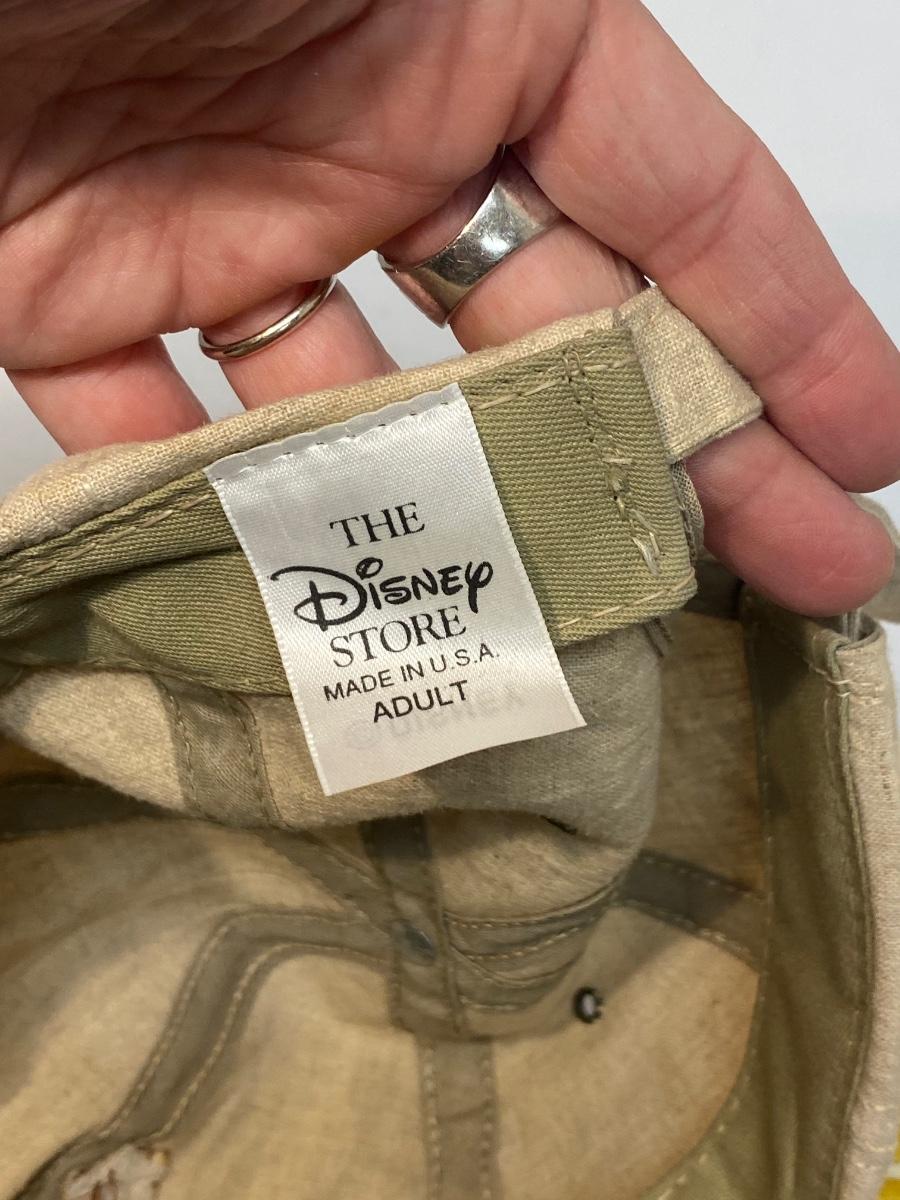 THE
DISNEY
STORE
MADE IN U.S.A.
ADULT